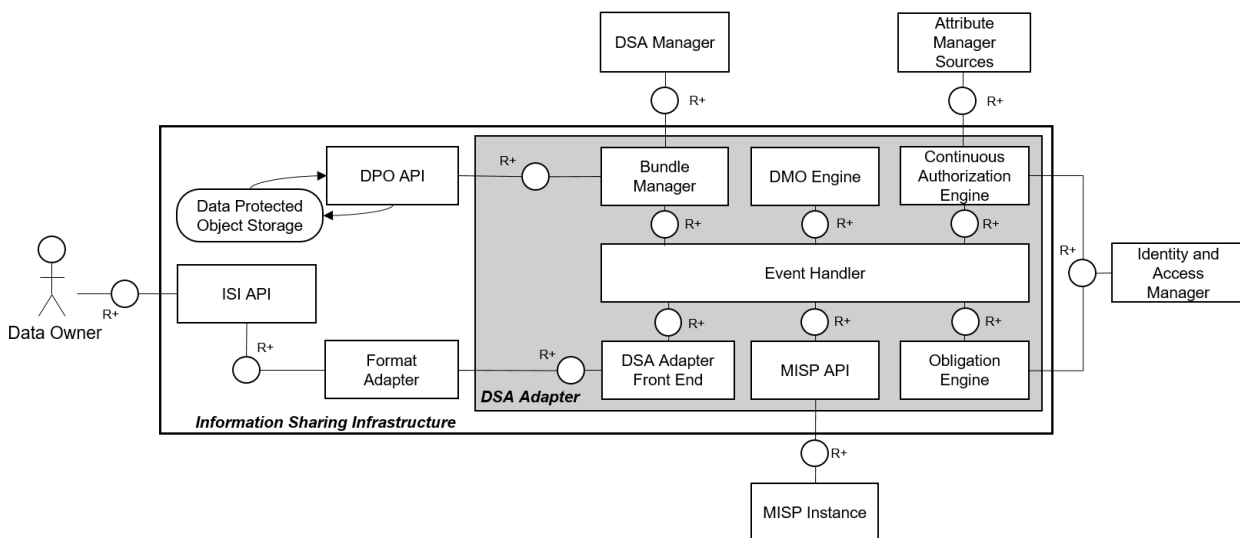 DSA Manager
Attribute
Manager
Sources
R+
R+
DPO API
R+
Bundle
Manager
DMO Engine
Continuous
Authorization
Engine
Data Protected
Object Storage
R+
R+
R+
Data Owner
R+
ISI API
Event Handler
R+
Identity and
Access
Manager
R+
R+
R+
R+
R+
Format
Adapter
DSA Adapter
Front End
MISP API
Obligation
Engine
DSA Adapter
Information Sharing Infrastructure
R+
MISP Instance